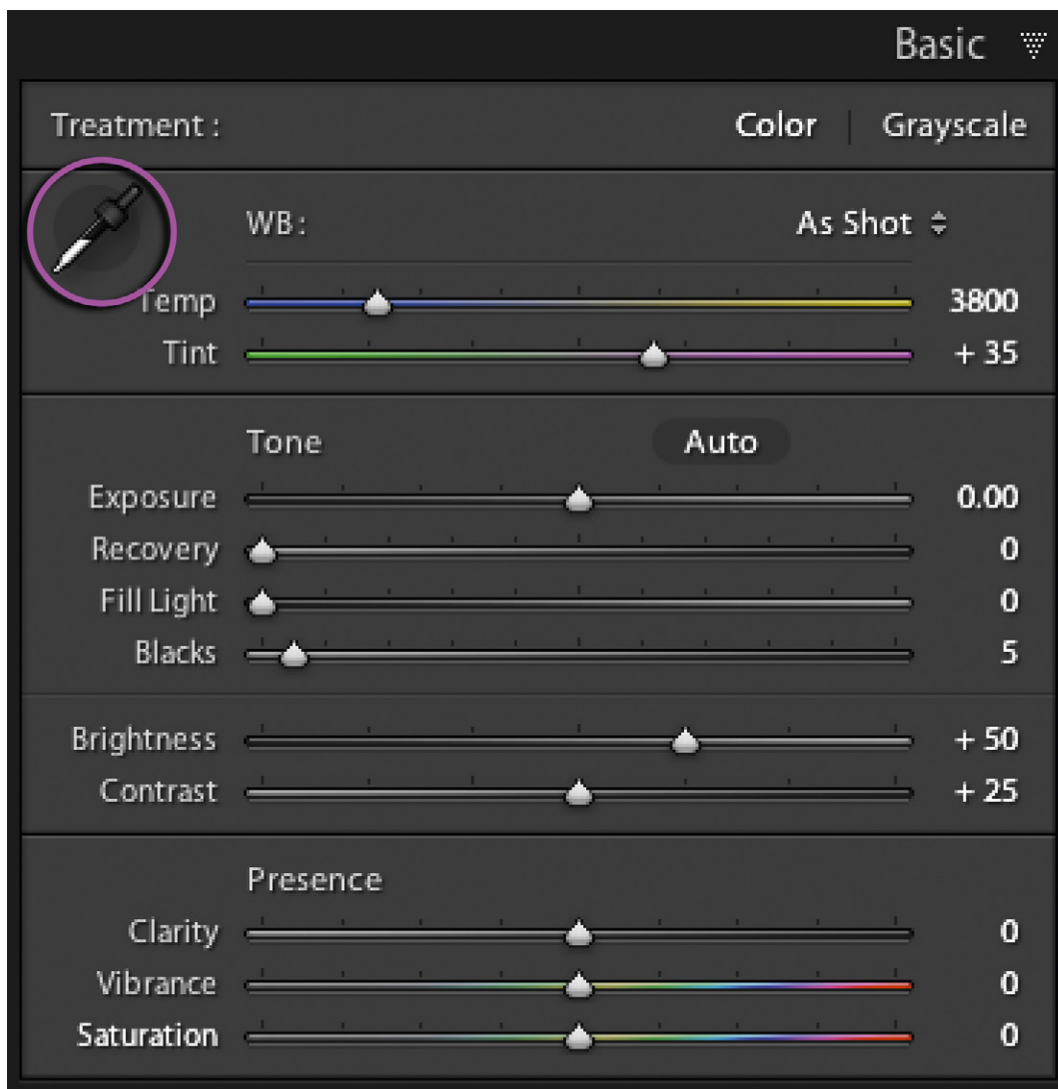 Basic
Treatment : Color | Grayscale
WB: As Shot
Temp 3800
Tint + 35
Tone Auto
Exposure 0.00
Recovery 0
Fill Light 0
Blacks 5
Brightness + 50
Contrast + 25
Presence
Clarity 0
Vibrance 0
Saturation 0